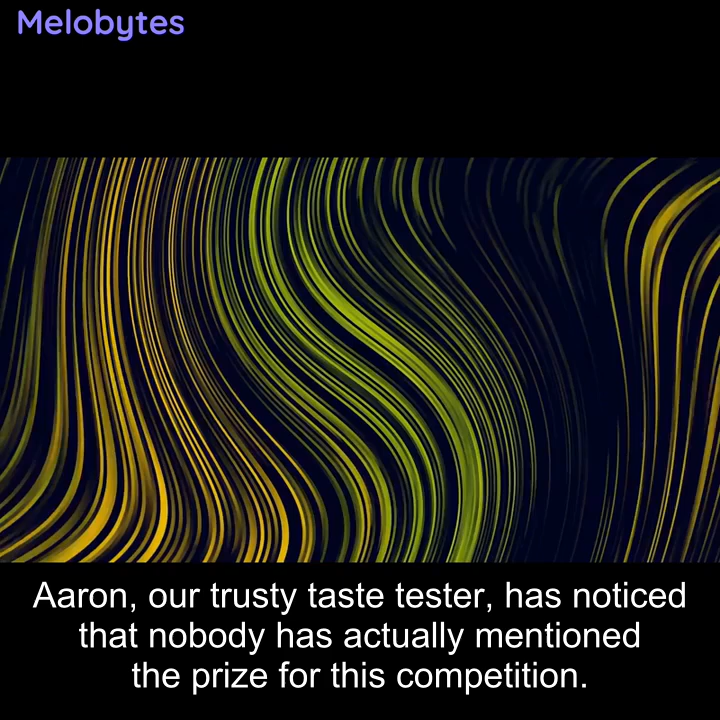 Melobytes
Aaron, our trusty taste tester, has noticed
that nobody has actually mentioned
the prize for this competition.